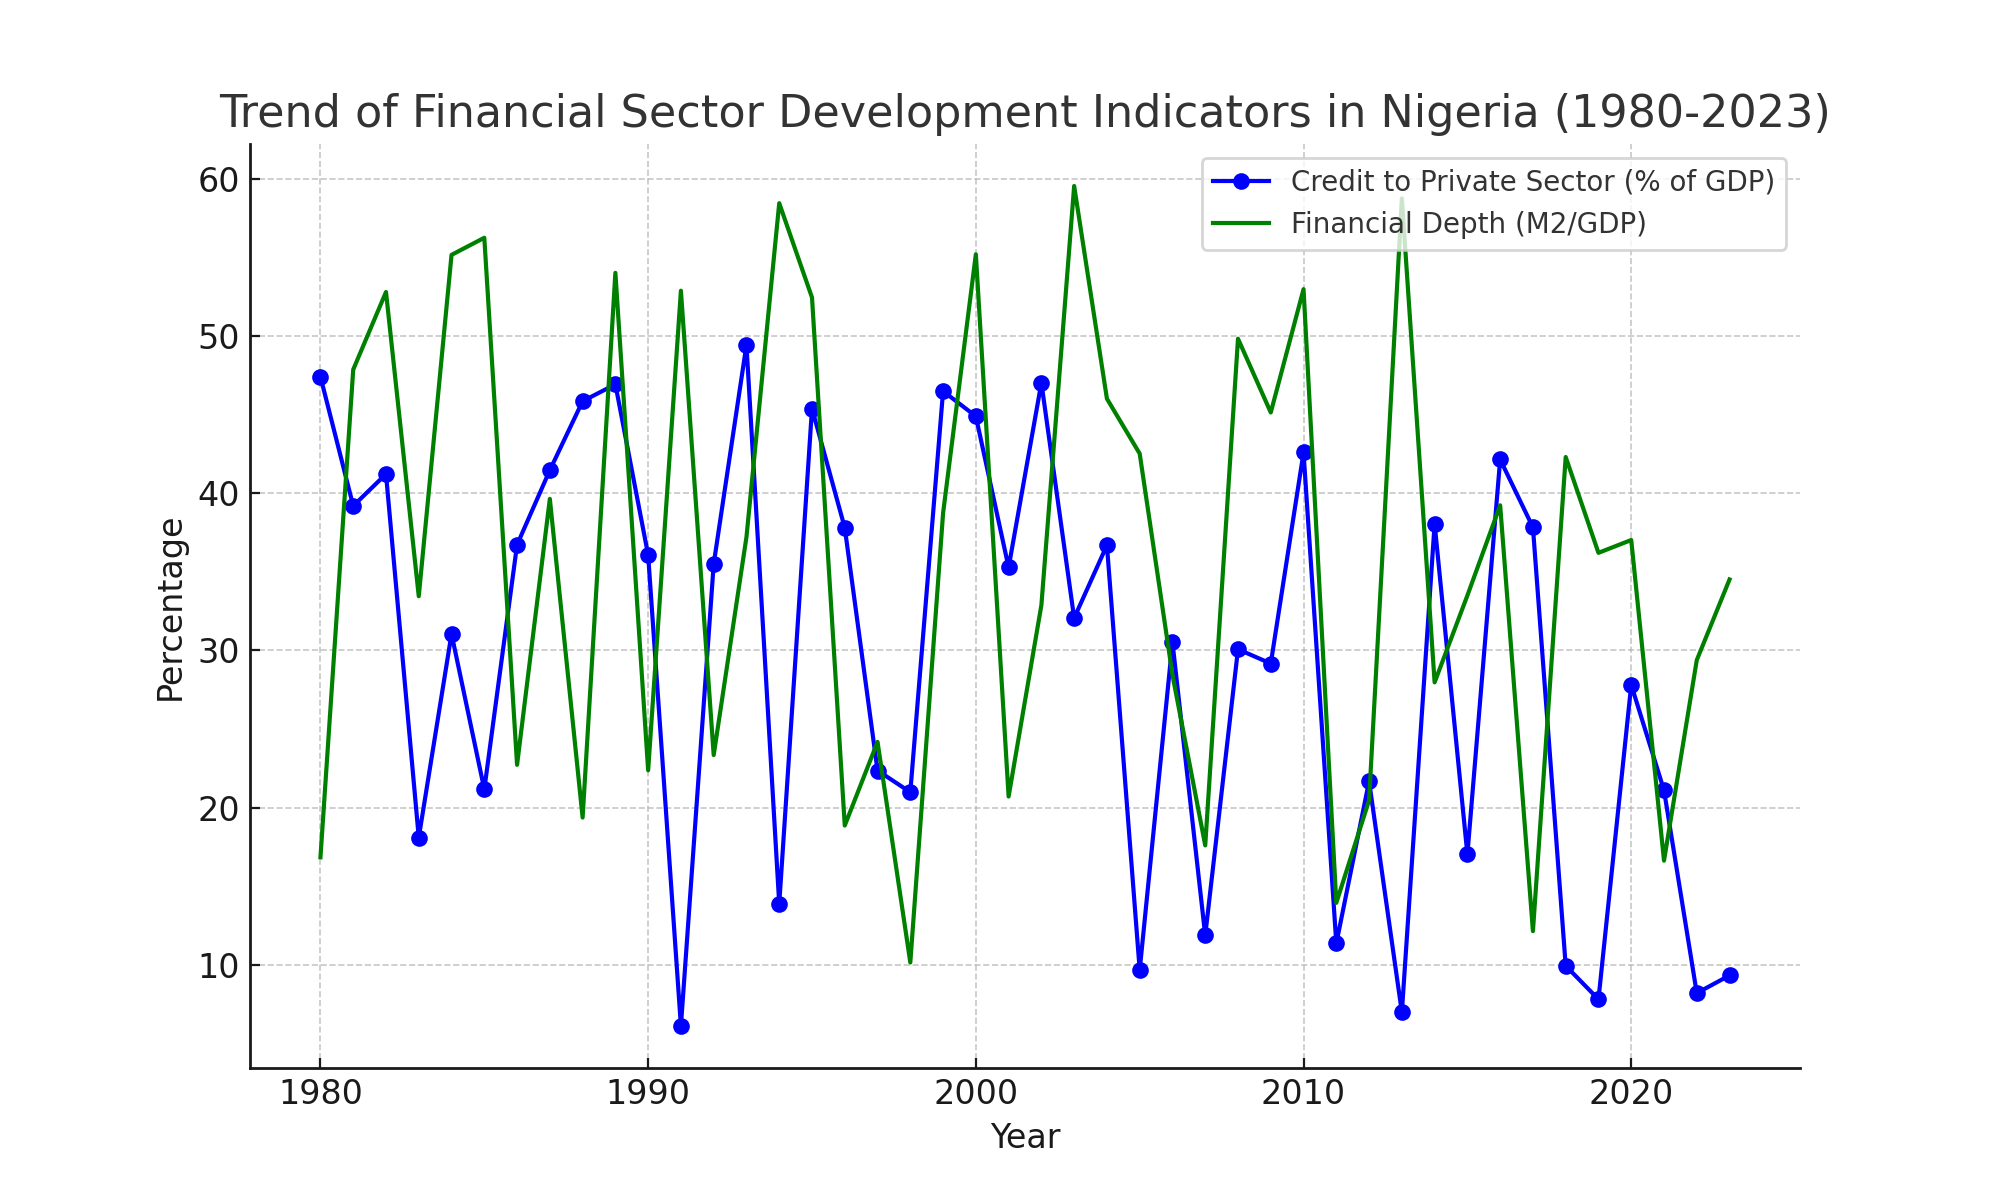 Trend of Financial Sector Development Indicators in Nigeria (1980-2023)
Credit to Private Sector (% of GDP)
Financial Depth (M2/GDP)
60
50
40
30
20
10
Percentage
1980
1990
2000
2010
2020
Year